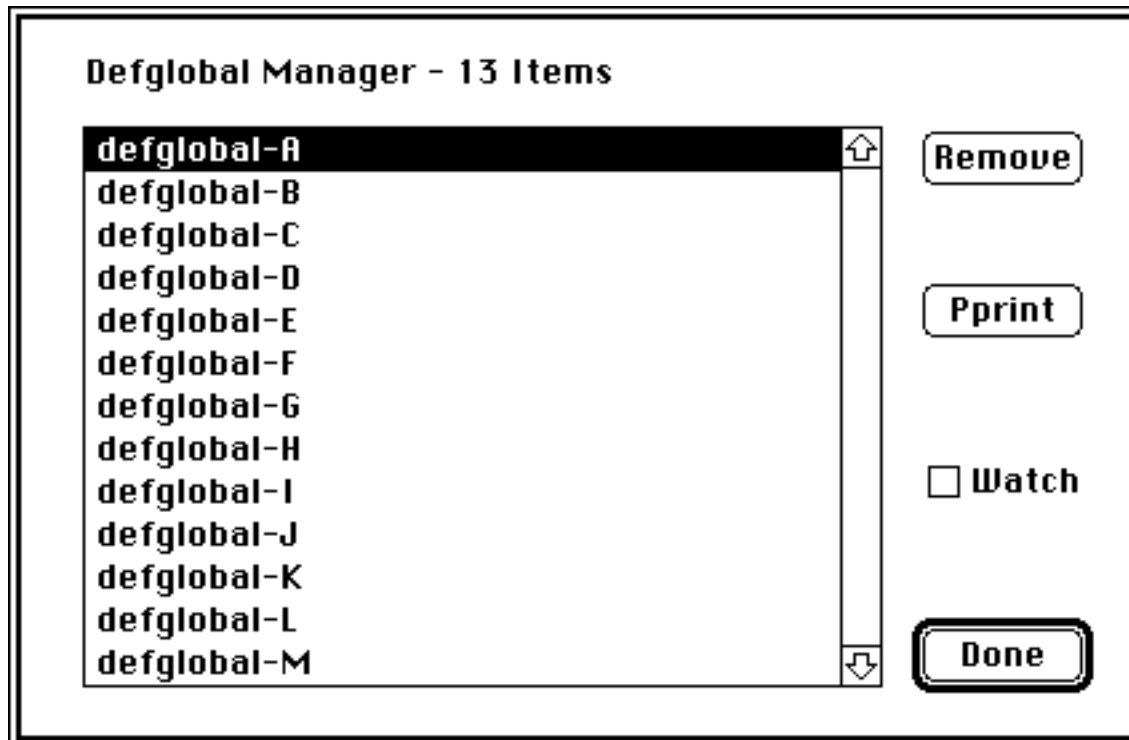 Defglobal Manager - 13 Items
defglobal-A
defglobal-B
defglobal-C
defglobal-D
defglobal-E
defglobal-F
defglobal-G
defglobal-H
defglobal-I
defglobal-J
defglobal-K
defglobal-L
defglobal-M
Remove
Pprint
Watch
Done